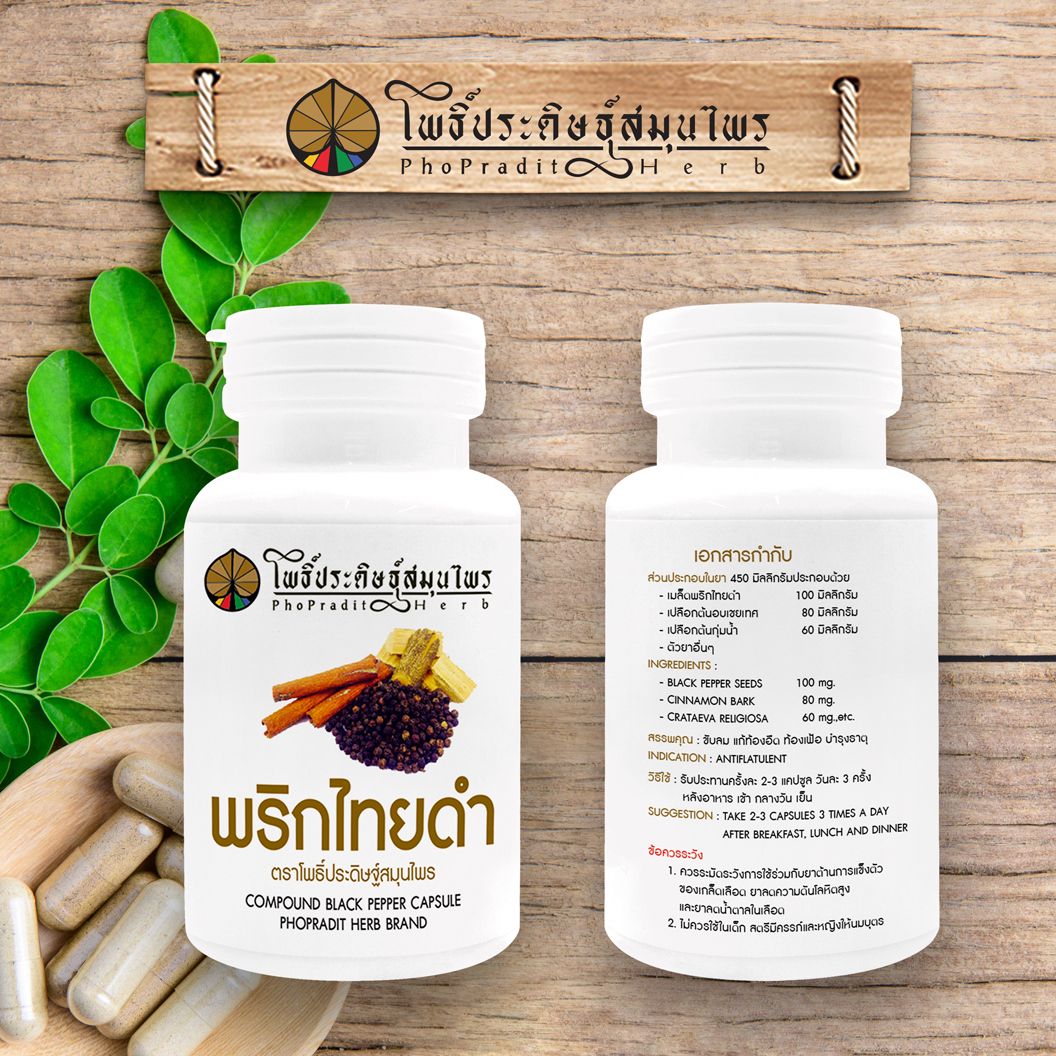 โพธิ์ประดิษฐ์สมุนไพร
PhoPradit Herb
โพธิ์ประดิษฐ์สมุนไพร
PhoPradit Herb
พริกไทยดำ
ตราโพธิ์ประดิษฐ์สมุนไพร
COMPOUND BLACK PEPPER CAPSULE
PHOPRADIT HERB BRAND
เอกสารกำกับ
ส่วนประกอบในยา 450 มิลลิกรัมประกอบด้วย
- เมล็ดพริกไทยดำ 100 มิลลิกรัม
- เปลือกต้นอบเชยเทศ 80 มิลลิกรัม
- เปลือกต้นกุ่มน้ำ 60 มิลลิกรัม
- ตัวยาอื่นๆ
INGREDIENTS :
- BLACK PEPPER SEEDS 100 mg.
- CINNAMON BARK 80 mg.
- CRATAEVA RELIGIOSA 60 mg.,etc.
สรรพคุณ : ขับลม แก้ท้องอืด ท้องเฟ้อ บำรุงธาตุ
INDICATION : ANTIFLATULENT
วิธีใช้ : รับประทานครั้งละ 2-3 แคปซูล วันละ 3 ครั้ง
หลังอาหาร เช้า กลางวัน เย็น
SUGGESTION : TAKE 2-3 CAPSULES 3 TIMES A DAY
AFTER BREAKFAST, LUNCH AND DINNER
ข้อควรระวัง
1. ควรระมัดระวังการใช้ร่วมกับยาต้านการแข็งตัว
ของเกล็ดเลือด ยาลดความดันโลหิตสูง
และยาลดน้ำตาลในเลือด
2. ไม่ควรใช้ในเด็ก สตรีมีครรภ์และหญิงให้นมบุตร